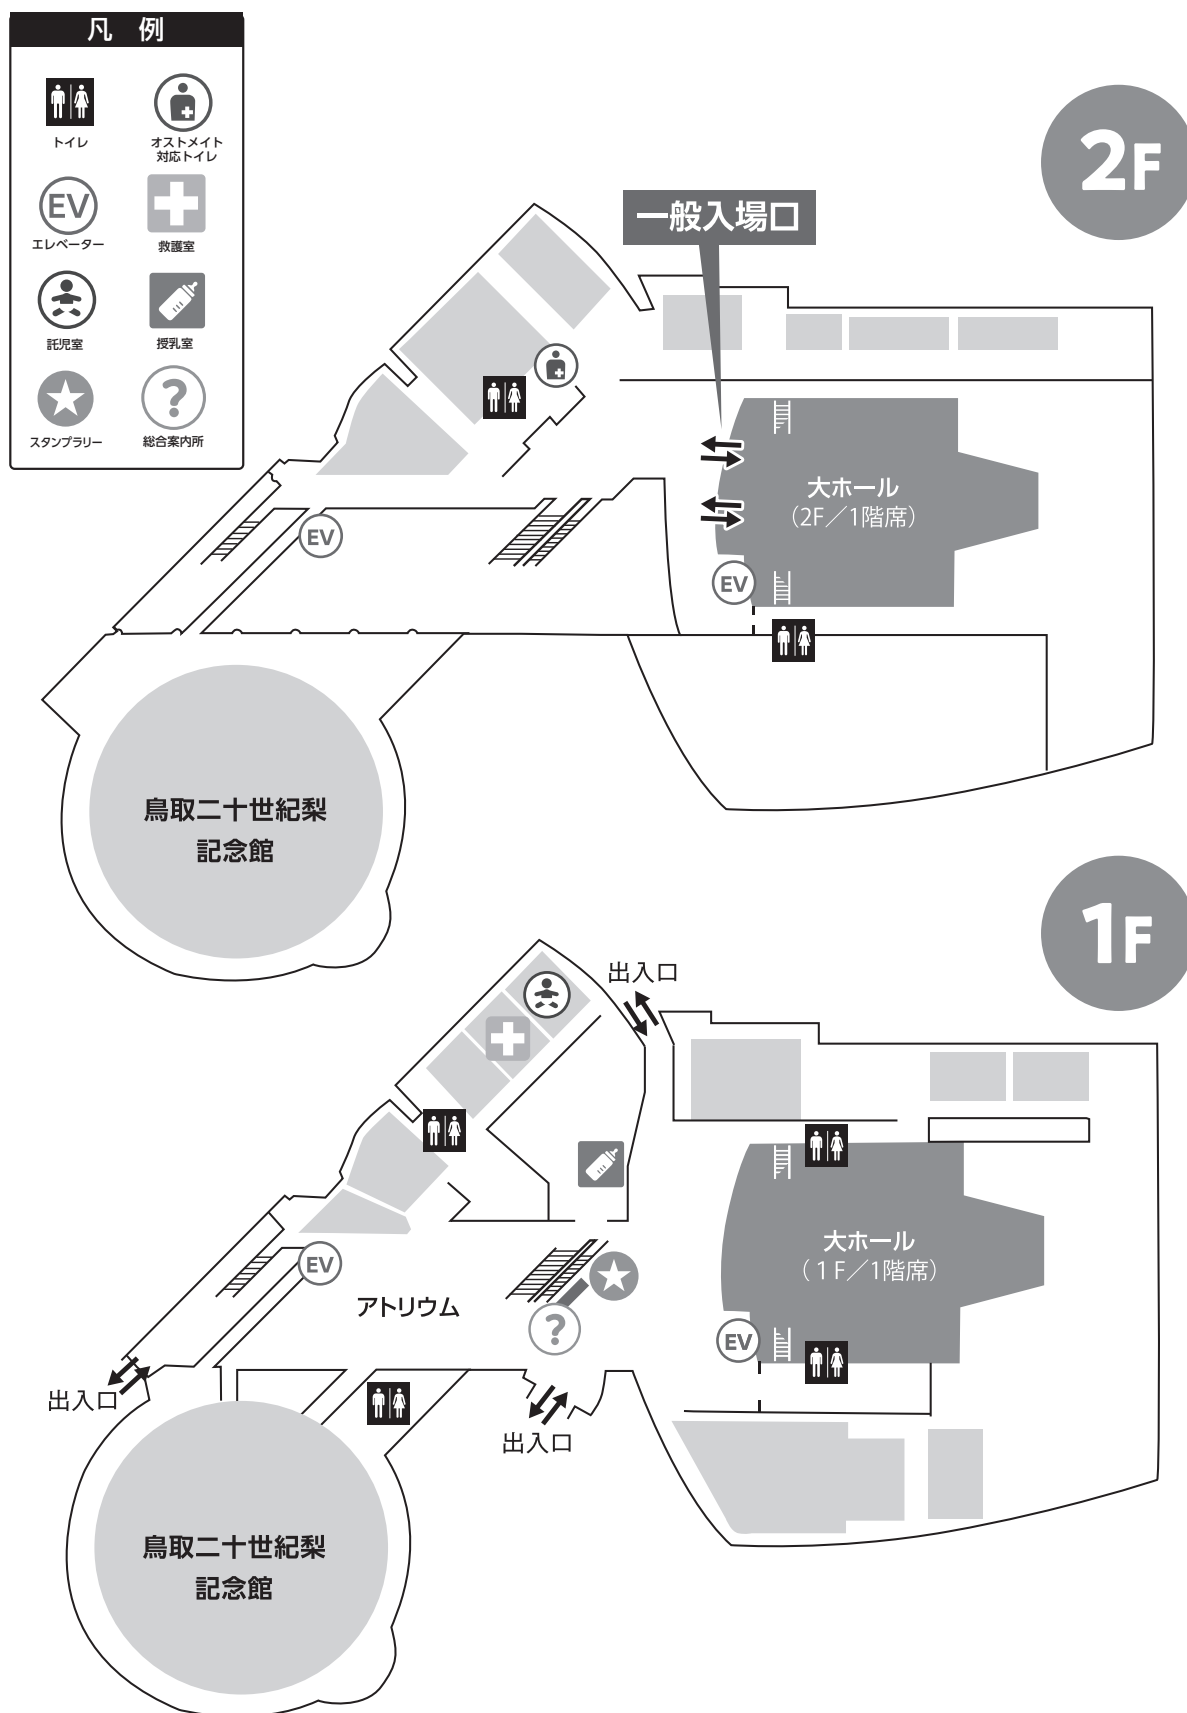 凡 例
トイレ
オストメイト
対応トイレ
EV
エレベーター
救護室
託児室
授乳室
スタンプラリー
?
総合案内所
2F
一般入場口
大ホール
（2F／1階席）
EV
EV
鳥取二十世紀梨
記念館
1F
出入口
EV
アトリウム
?
大ホール
（１F／1階席）
EV
出入口
出入口
鳥取二十世紀梨
記念館